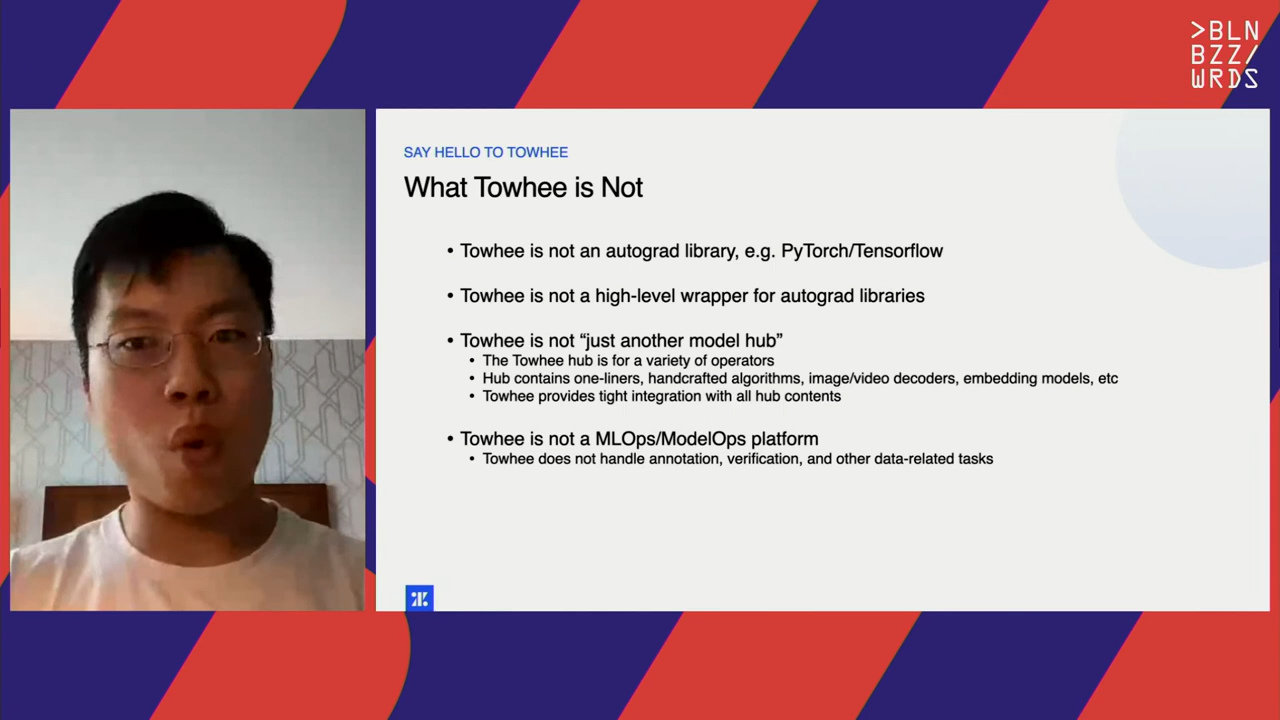 >BLN
BZZ/
WRDS
SAY HELLO TO TOWHEE
What Towhee is Not
• Towhee is not an autograd library, e.g. PyTorch/Tensorflow
• Towhee is not a high-level wrapper for autograd libraries
• Towhee is not “just another model hub”
• The Towhee hub is for a variety of operators
• Hub contains one-liners, handcrafted algorithms, image/video decoders, embedding models, etc
• Towhee provides tight integration with all hub contents
• Towhee is not a MLOps/ModelOps platform
• Towhee does not handle annotation, verification, and other data-related tasks